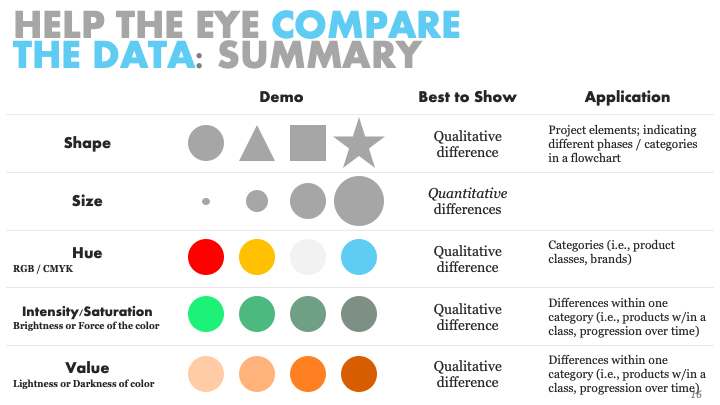 HELP THE EYE COMPARE
THE DATA: SUMMARY
Demo
Best to Show
Application
Shape
Qualitative
difference
Project elements; indicating
different phases / categories
in a flowchart
Size
Quantitative
differences
Hue
RGB / CMYK
Qualitative
difference
Categories (i.e., product
classes, brands)
Intensity/Saturation
Brightness or Force of the color
Qualitative
difference
Differences within one
category (i.e., products w/in a
class, progression over time)
Value
Lightness or Darkness of color
Qualitative
difference
Differences within one
category (i.e., products w/in a
class, progression over time)
16